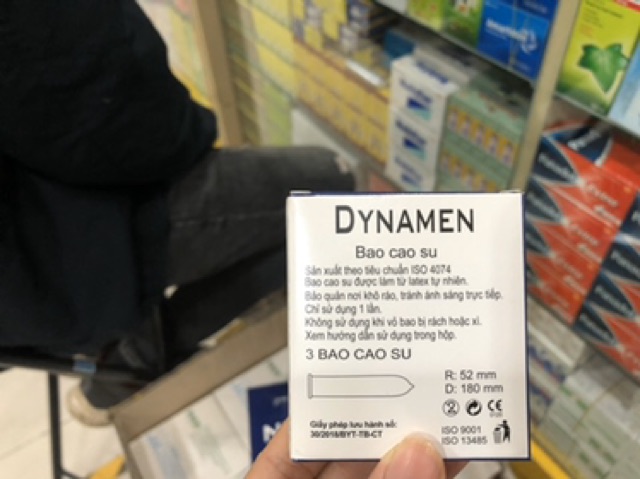 DYNAMEN
Bao cao su
Sản xuất theo tiêu chuẩn ISO 4074
Bao cao su được làm từ latex tự nhiên.
Bảo quản nơi khô ráo, tránh ánh sáng trực tiếp.
Chỉ sử dụng 1 lần.
Không sử dụng khi vỏ bao bị rách hoặc xì.
Xem hướng dẫn sử dụng trong hộp.
3 BAO CAO SU
R: 52 mm
D: 180 mm
Giấy phép lưu hành số:
30/2018/BYT-TB-CT
ISO 9001
ISO 13485